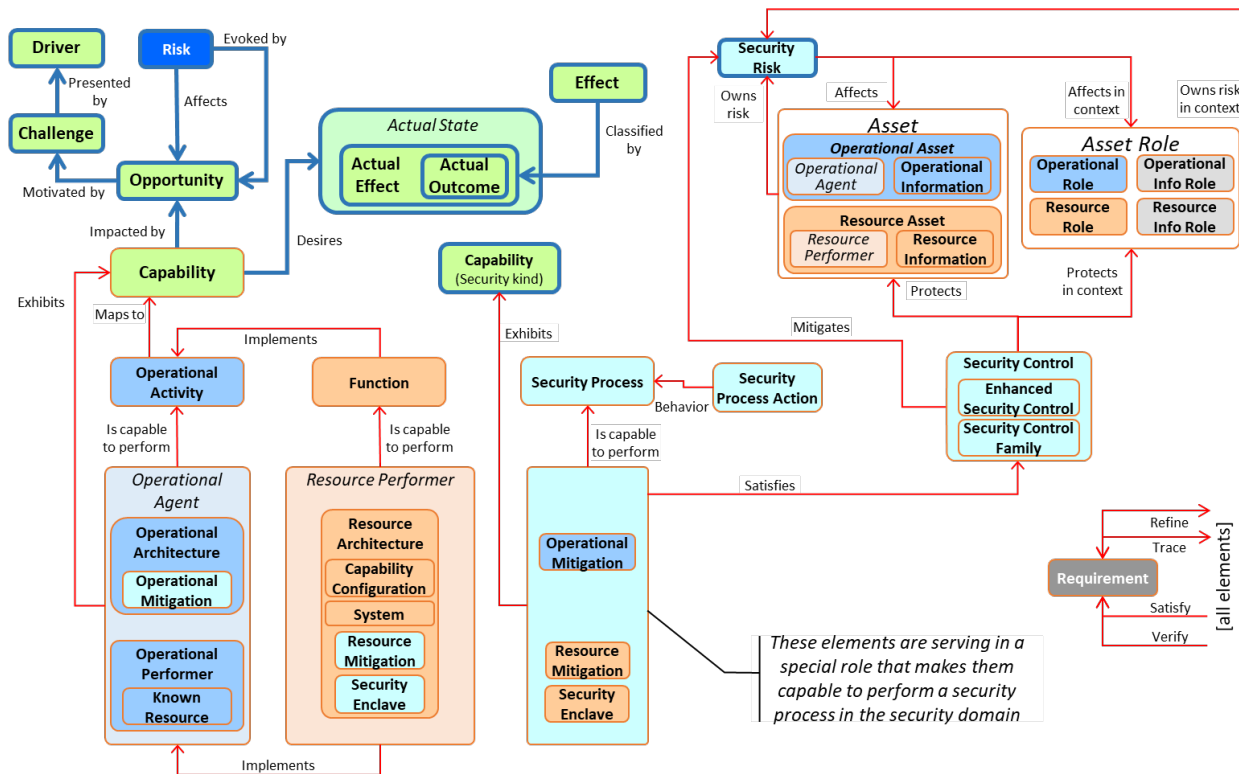 Driver
Risk
Evoked by
Presented
by
Affects
Challenge
Motivated by
Opportunity
Impacted by
Desires
Capability
Exhibits
Maps to
Actual State
Actual
Effect
Actual
Outcome
Effect
Classified
by
Capability
(Security kind)
Exhibits
Implements
Operational
Activity
Function
Is capable
to perform
Is capable
to perform
Operational
Agent
Operational
Architecture
Operational
Mitigation
Operational
Performer
Known
Resource
Resource Performer
Resource
Architecture
Capability
Configuration
System
Resource
Mitigation
Security
Enclave
Implements
Security Process
Behavior
Security
Process Action
Is capable
to perform
Satisfies
Operational
Mitigation
Resource
Mitigation
Security
Enclave
Security
Risk
Owns
risk
Affects
Affects in
context
Owns risk
in context
Asset
Operational Asset
Operational
Agent
Operational
Information
Resource Asset
Resource
Performer
Resource
Information
Asset Role
Operational
Role
Operational
Info Role
Resource
Role
Resource
Info Role
Protects
Protects
in context
Mitigates
Security Control
Enhanced
Security Control
Security Control
Family
Requirement
Refine
Trace
Satisfy
Verify
[all elements]
These elements are serving in a
special role that makes them
capable to perform a security
process in the security domain